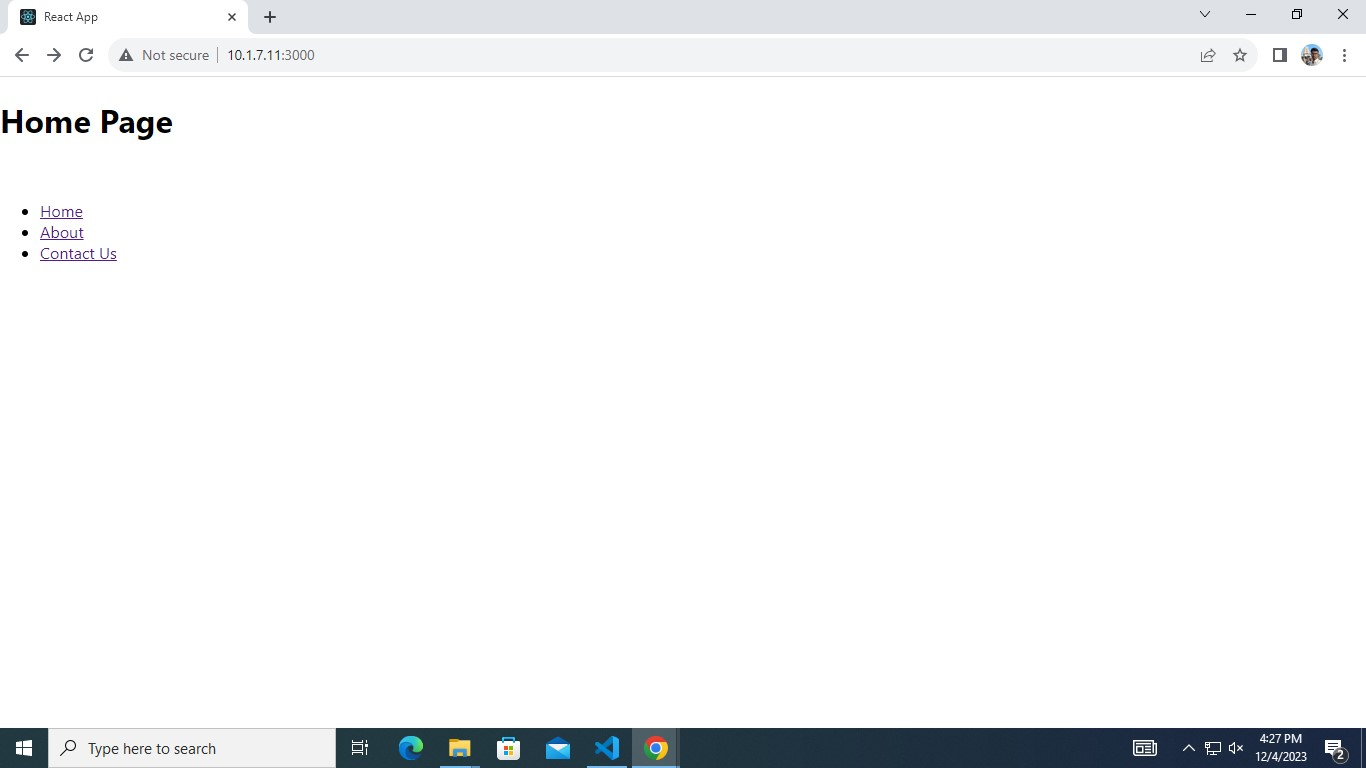 React App
Not secure 10.1.7.11:3000
Home Page
Home
About
Contact Us
Type here to search
4:27 PM
12/4/2023
2